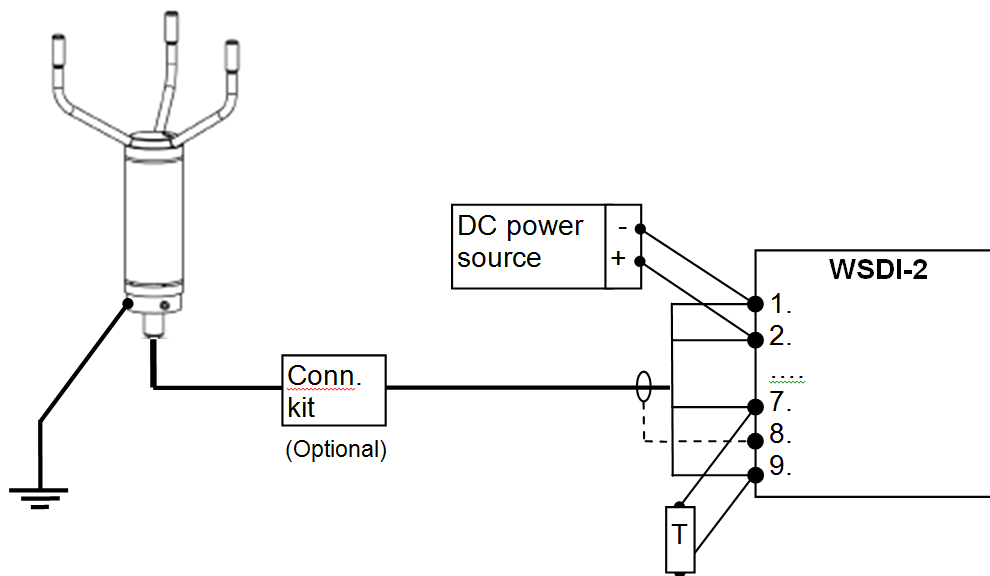 DC power
source
-
+
WSDI-2
1.
2.
....
7.
8.
9.
Conn.
kit
(Optional)
T